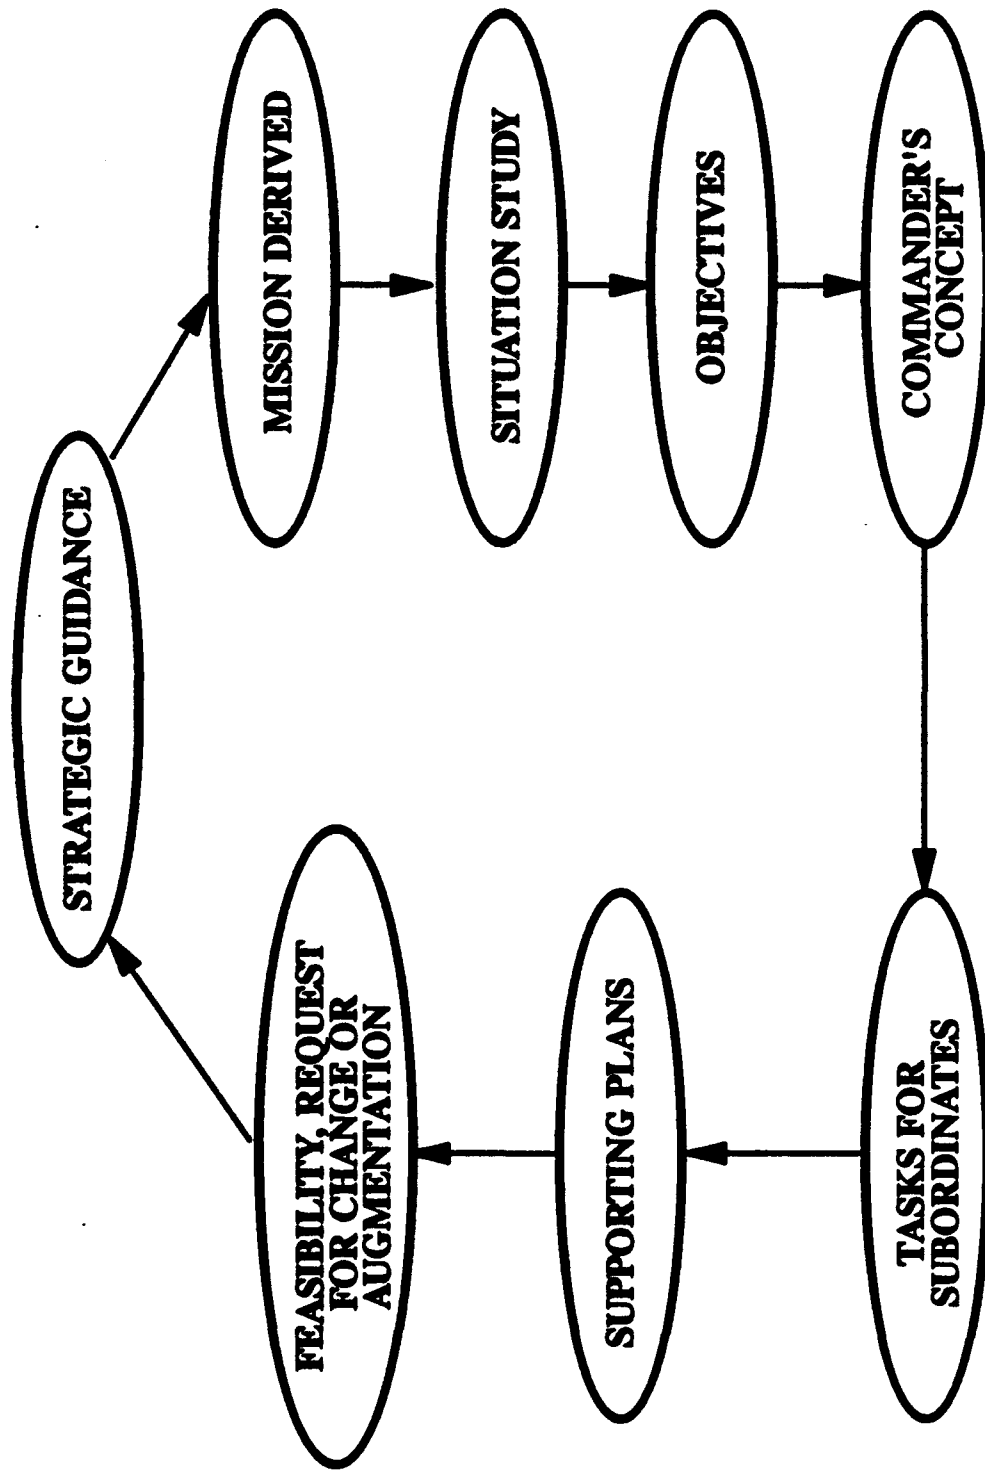 STRATEGIC GUIDANCE
MISSION DERIVED
SITUATION STUDY
OBJECTIVES
COMMANDER'S
CONCEPT
TASKS FOR
SUBORDINATES
SUPPORTING PLANS
FEASIBILITY, REQUEST
FOR CHANGE OR
AUGMENTATION